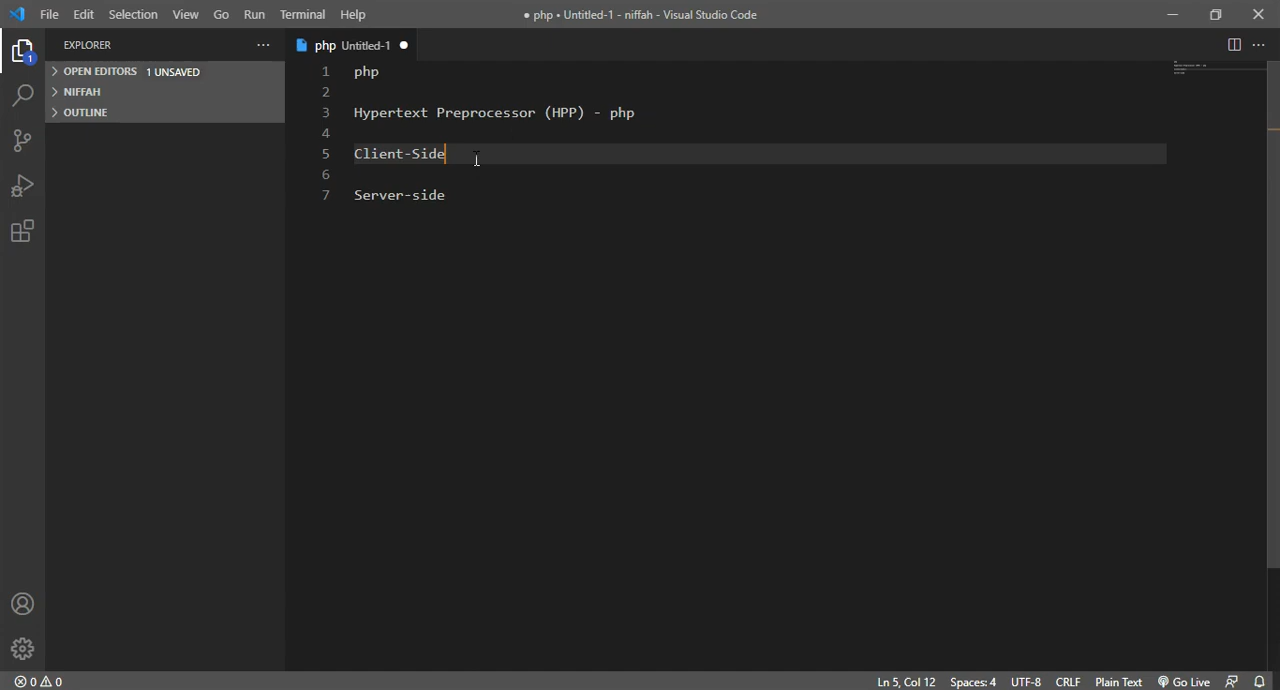 File Edit Selection View Go Run Terminal Help ● php • Untitled-1 - niffah - Visual Studio Code
EXPLORER
php Untitled-1
1
OPEN EDITORS 1 UNSAVED
NIFFAH
OUTLINE
1 php
2
3 Hypertext Preprocessor (HPP) - php
4
5 Client-Side
6
7 Server-side
0 0 Ln 5, Col 12 Spaces: 4 UTF-8 CRLF Plain Text Go Live